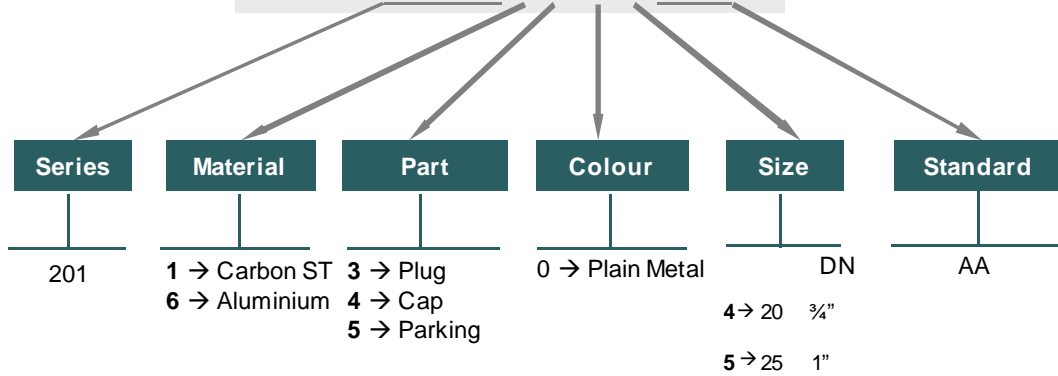 Series Material Part Colour Size Standard
201 1 → Carbon ST 3 → Plug 0 → Plain Metal DN AA
6 → Aluminium 4 → Cap
5 → Parking
4 → 20 ¾”
5 → 25 1”